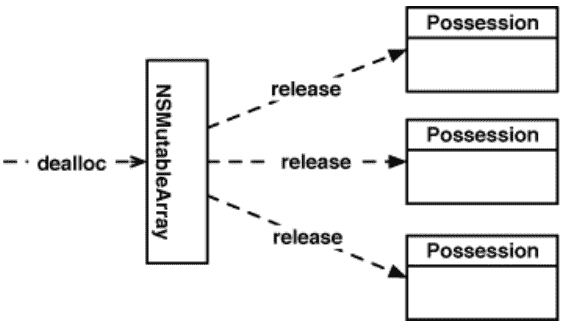 Possession
release
NSMutableArray
dealloc
release
Possession
release
Possession